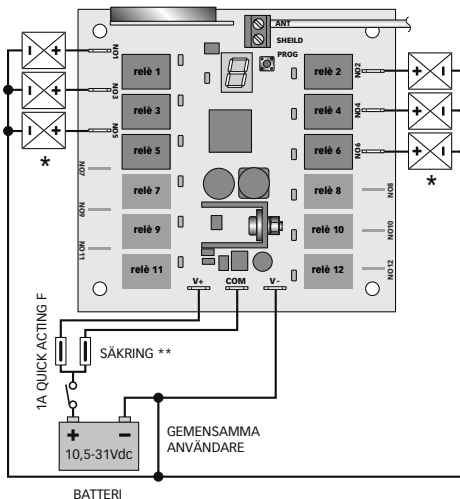 ANT
SHEILD
PROG
NO1
NO3
NO5
NO7
NO9
NO11
NO2
NO4
NO6
NO8
NO10
NO12
- +
- +
- +
+ -
+ -
+ -
*
*
relè 1
relè 2
relè 3
relè 4
relè 5
relè 6
relè 7
relè 8
relè 9
relè 10
relè 11
relè 12
V+
COM
V-
1A QUICK ACTING F
SÄKRING **
+ -
10,5-31Vdc
GEMENSAMMA
ANVÄNDARE
BATTERI